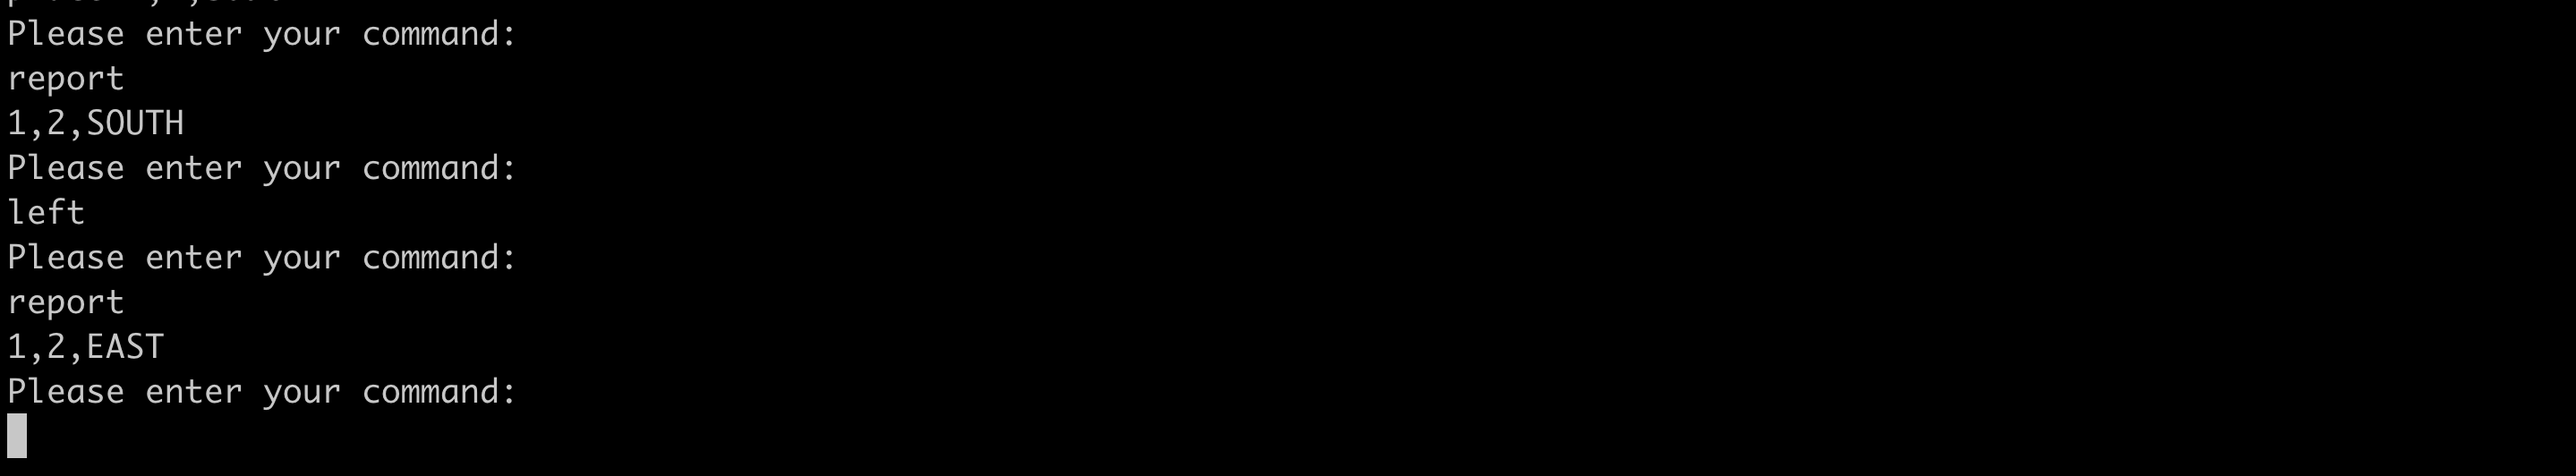 Please enter your command:
report
1,2,SOUTH
Please enter your command:
left
Please enter your command:
report
1,2,EAST
Please enter your command: